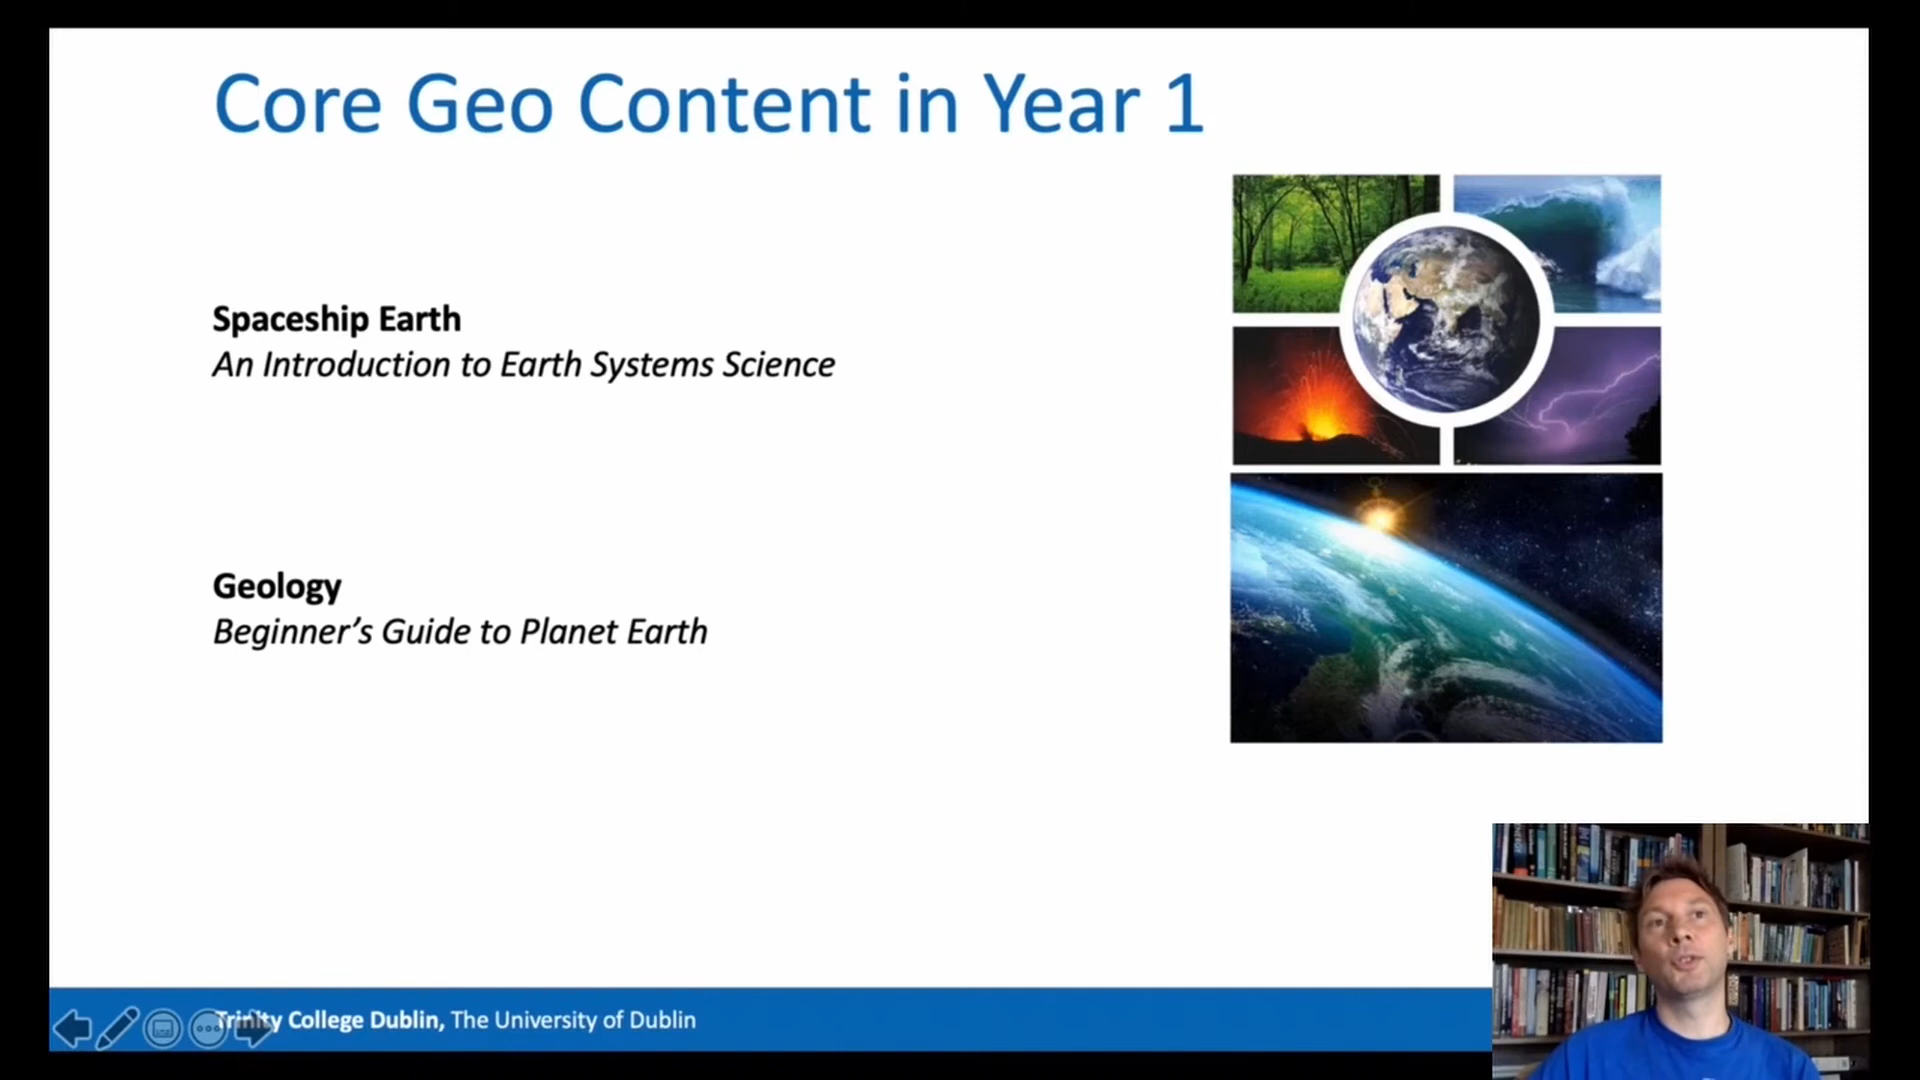 Core Geo Content in Year 1
Spaceship Earth
An Introduction to Earth Systems Science
Geology
Beginner’s Guide to Planet Earth
Trinity College Dublin, The University of Dublin